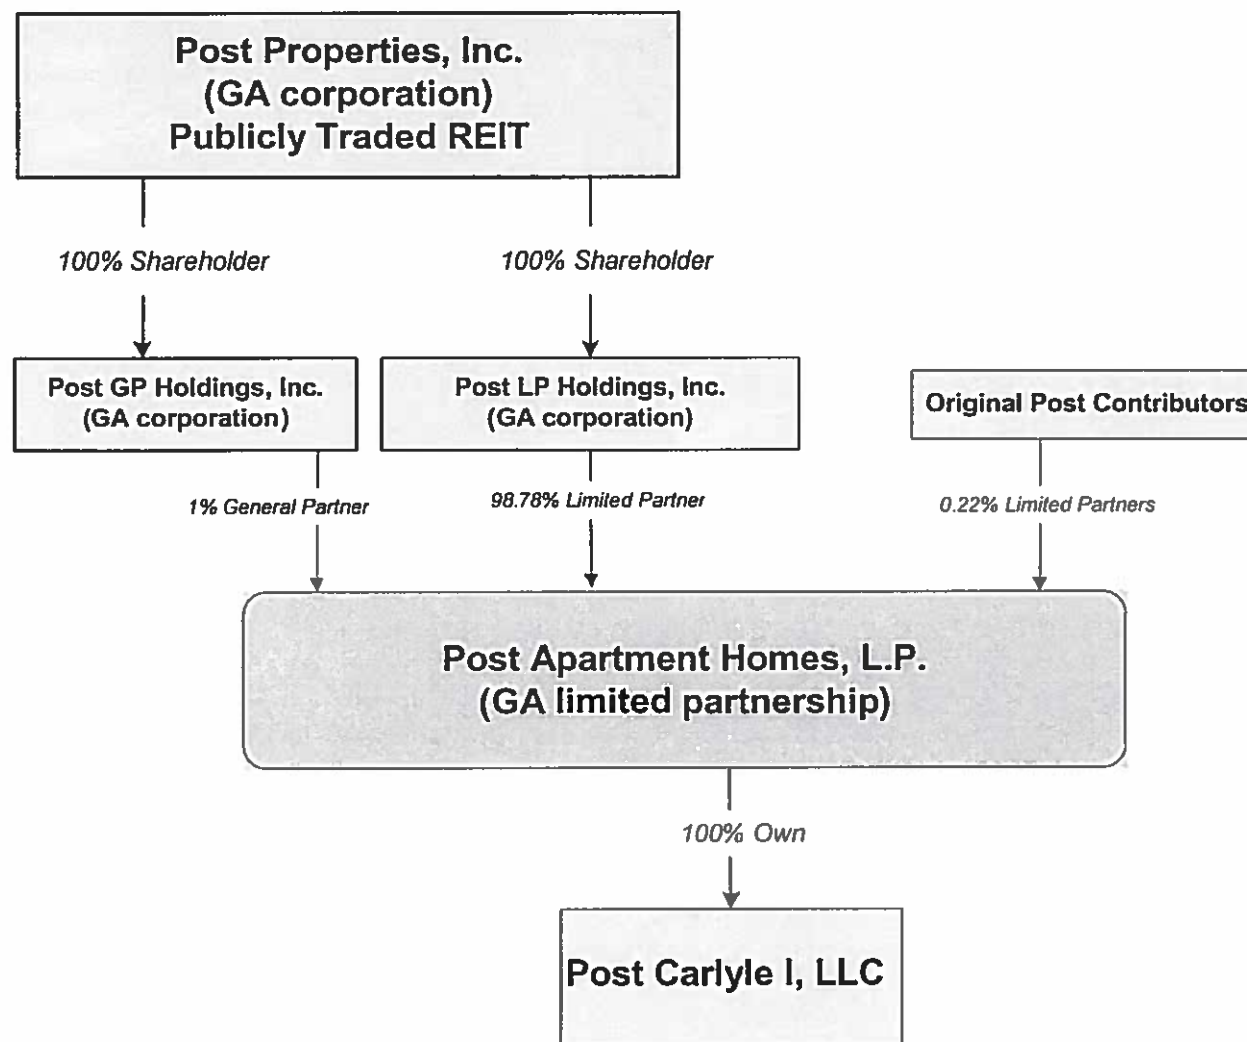 Post Properties, Inc.
(GA corporation)
Publicly Traded REIT
100% Shareholder
100% Shareholder
Post GP Holdings, Inc.
(GA corporation)
Post LP Holdings, Inc.
(GA corporation)
Original Post Contributors
1% General Partner
98.78% Limited Partner
0.22% Limited Partners
Post Apartment Homes, L.P.
(GA limited partnership)
100% Own
Post Carlyle I, LLC